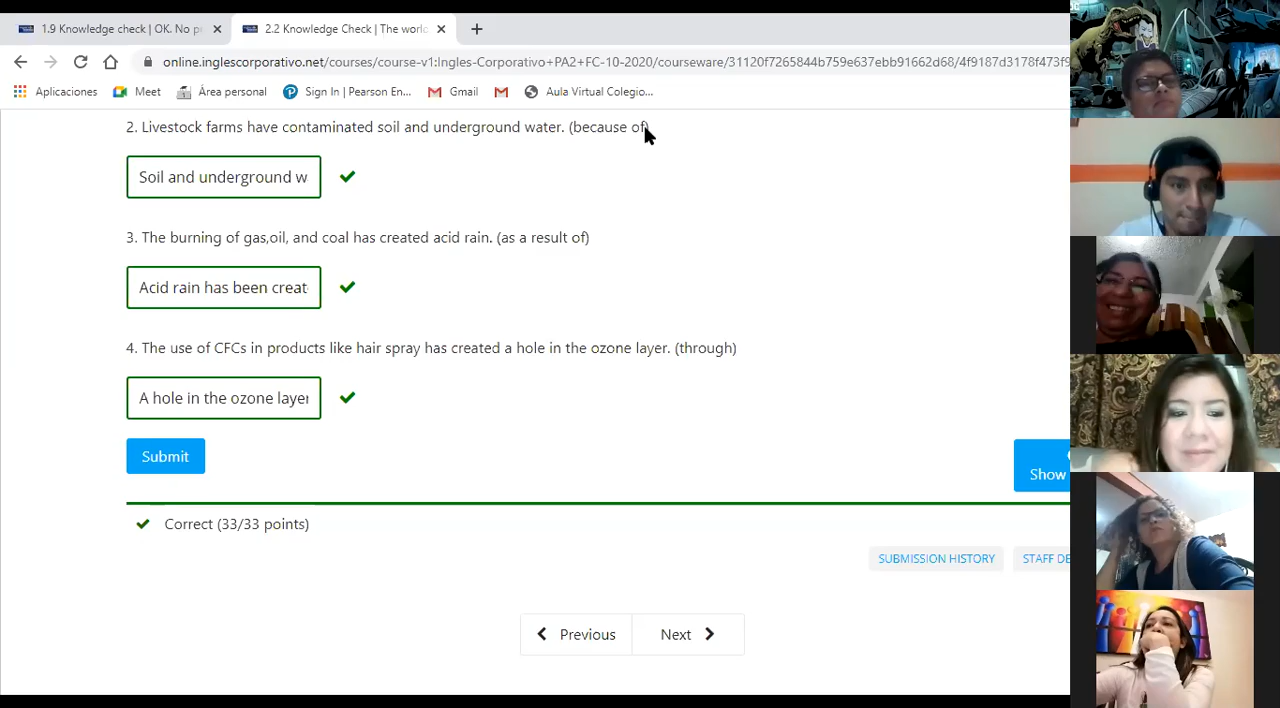 1.9 Knowledge check | OK. No p
2.2 Knowledge Check | The worl
online.inglescorporativo.net/courses/course-v1:Ingles-Corporativo+PA2+FC-10-2020/courseware/31120f7265844b759e637ebb91662d68/4f9187d3178f473f9
Aplicaciones
Meet
Área personal
Sign In | Pearson En...
Gmail
Aula Virtual Colegio...
2. Livestock farms have contaminated soil and underground water. (because of)
Soil and underground w
3. The burning of gas,oil, and coal has created acid rain. (as a result of)
Acid rain has been creat
4. The use of CFCs in products like hair spray has created a hole in the ozone layer. (through)
A hole in the ozone layer
Submit
Show
Correct (33/33 points)
SUBMISSION HISTORY
STAFF DE
Previous
Next